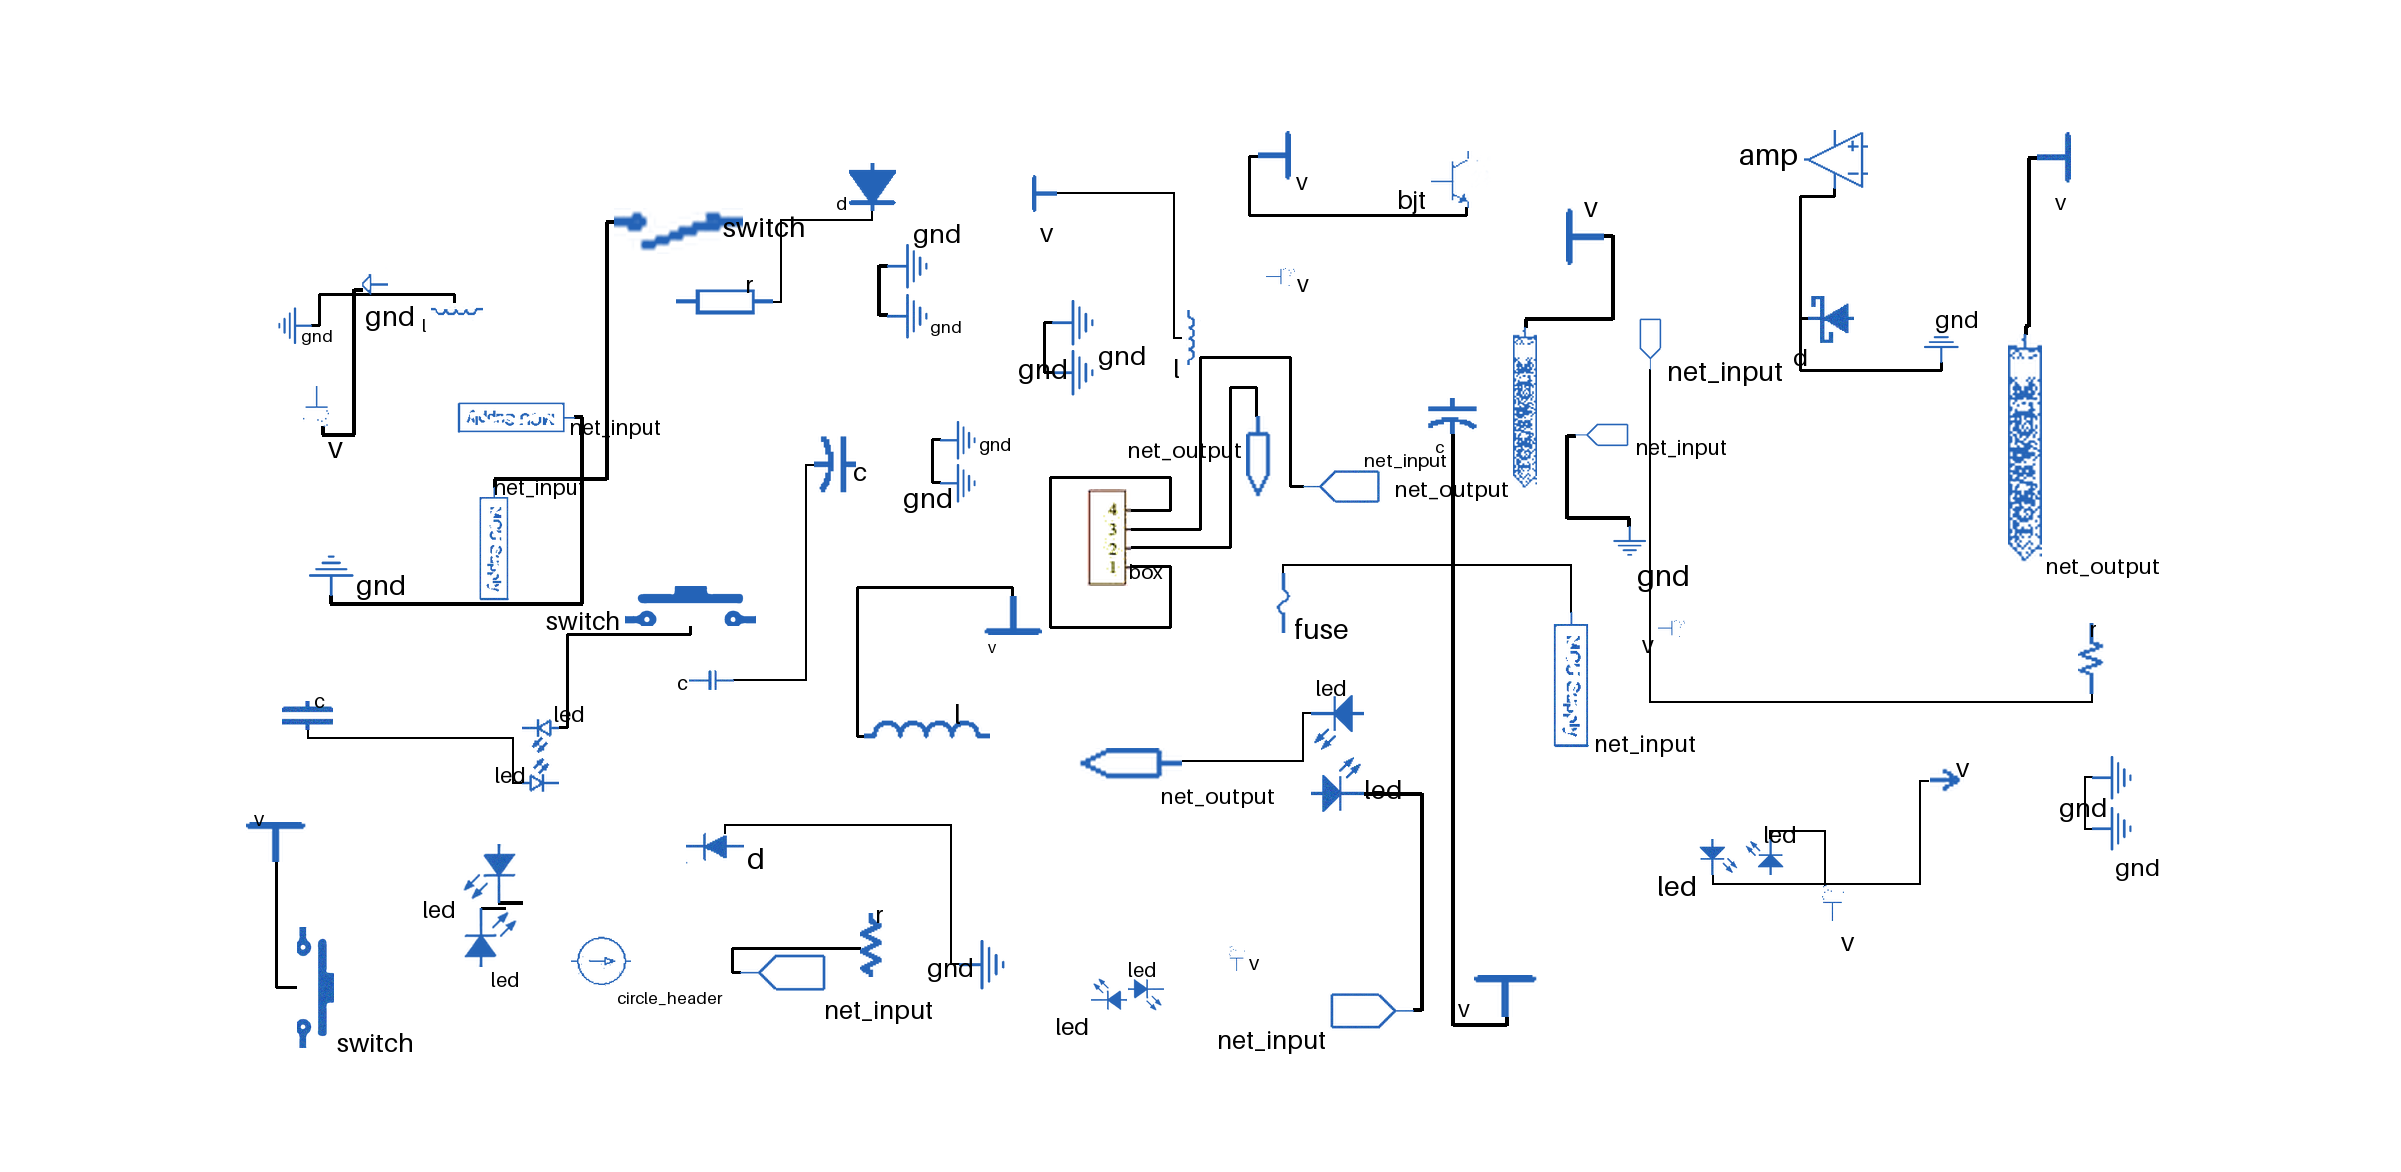 amp
v
v
bjt
d
v
v
switch
gnd
v
v
r
gnd
gnd
gnd
l
gnd
gnd
gnd
net_input
d
l
v
net_input
gnd
c
gnd
net_output
c
net_input
net_input
net_input
net_output
gnd
4
3
2
1
box
net_output
gnd
gnd
switch
fuse
r
v
v
c
led
c
led
l
net_input
led
net_output
led
v
v
led
d
led
gnd
led
r
v
gnd
led
v
led
led
circle_header
net_input
v
led
net_input
switch